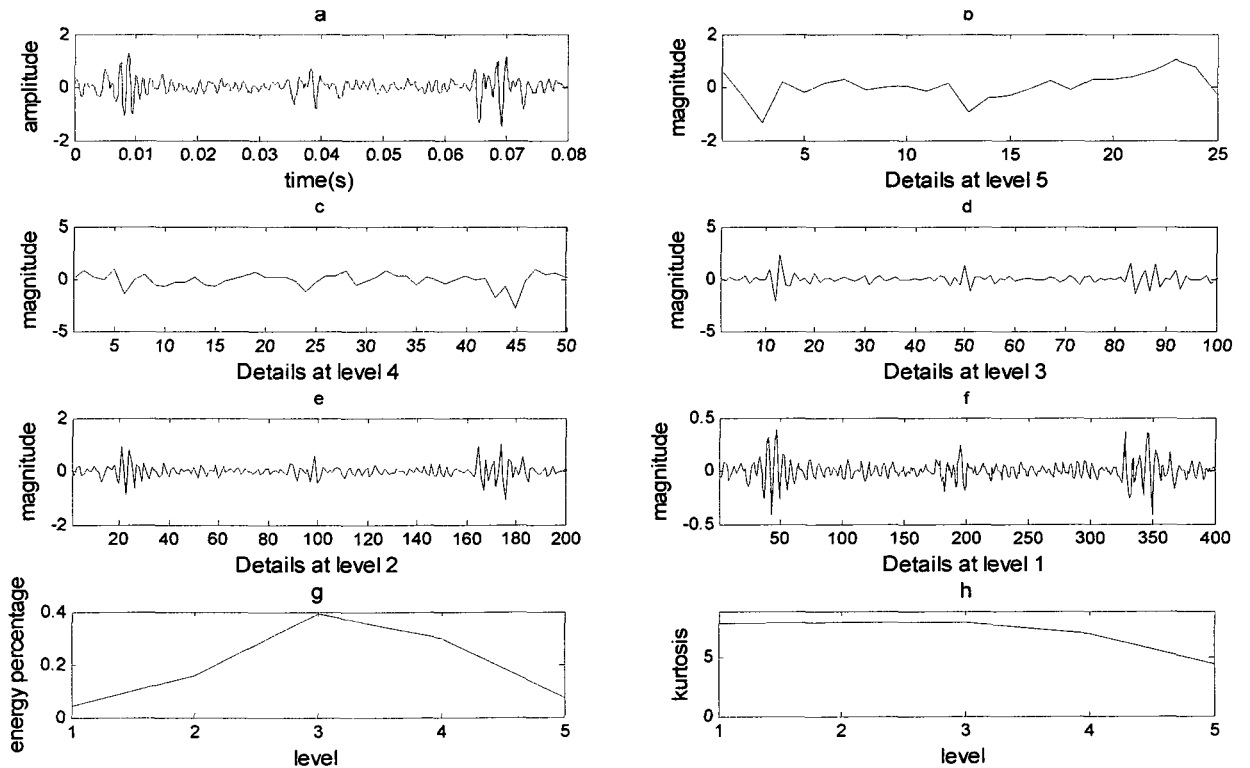 a
2
0
-2
amplitude
0 0.01 0.02 0.03 0.04 0.05 0.06 0.07 0.08
time(s)
b
2
0
-2
magnitude
5 10 15 20 25
Details at level 5
c
5
0
-5
magnitude
5 10 15 20 25 30 35 40 45 50
Details at level 4
d
5
0
-5
magnitude
10 20 30 40 50 60 70 80 90 100
Details at level 3
e
2
0
-2
magnitude
20 40 60 80 100 120 140 160 180 200
Details at level 2
f
0.5
0
-0.5
magnitude
50 100 150 200 250 300 350 400
Details at level 1
g
0.4
0.2
0
energy percentage
1 2 3 4 5
level
h
5
0
kurtosis
1 2 3 4 5
level